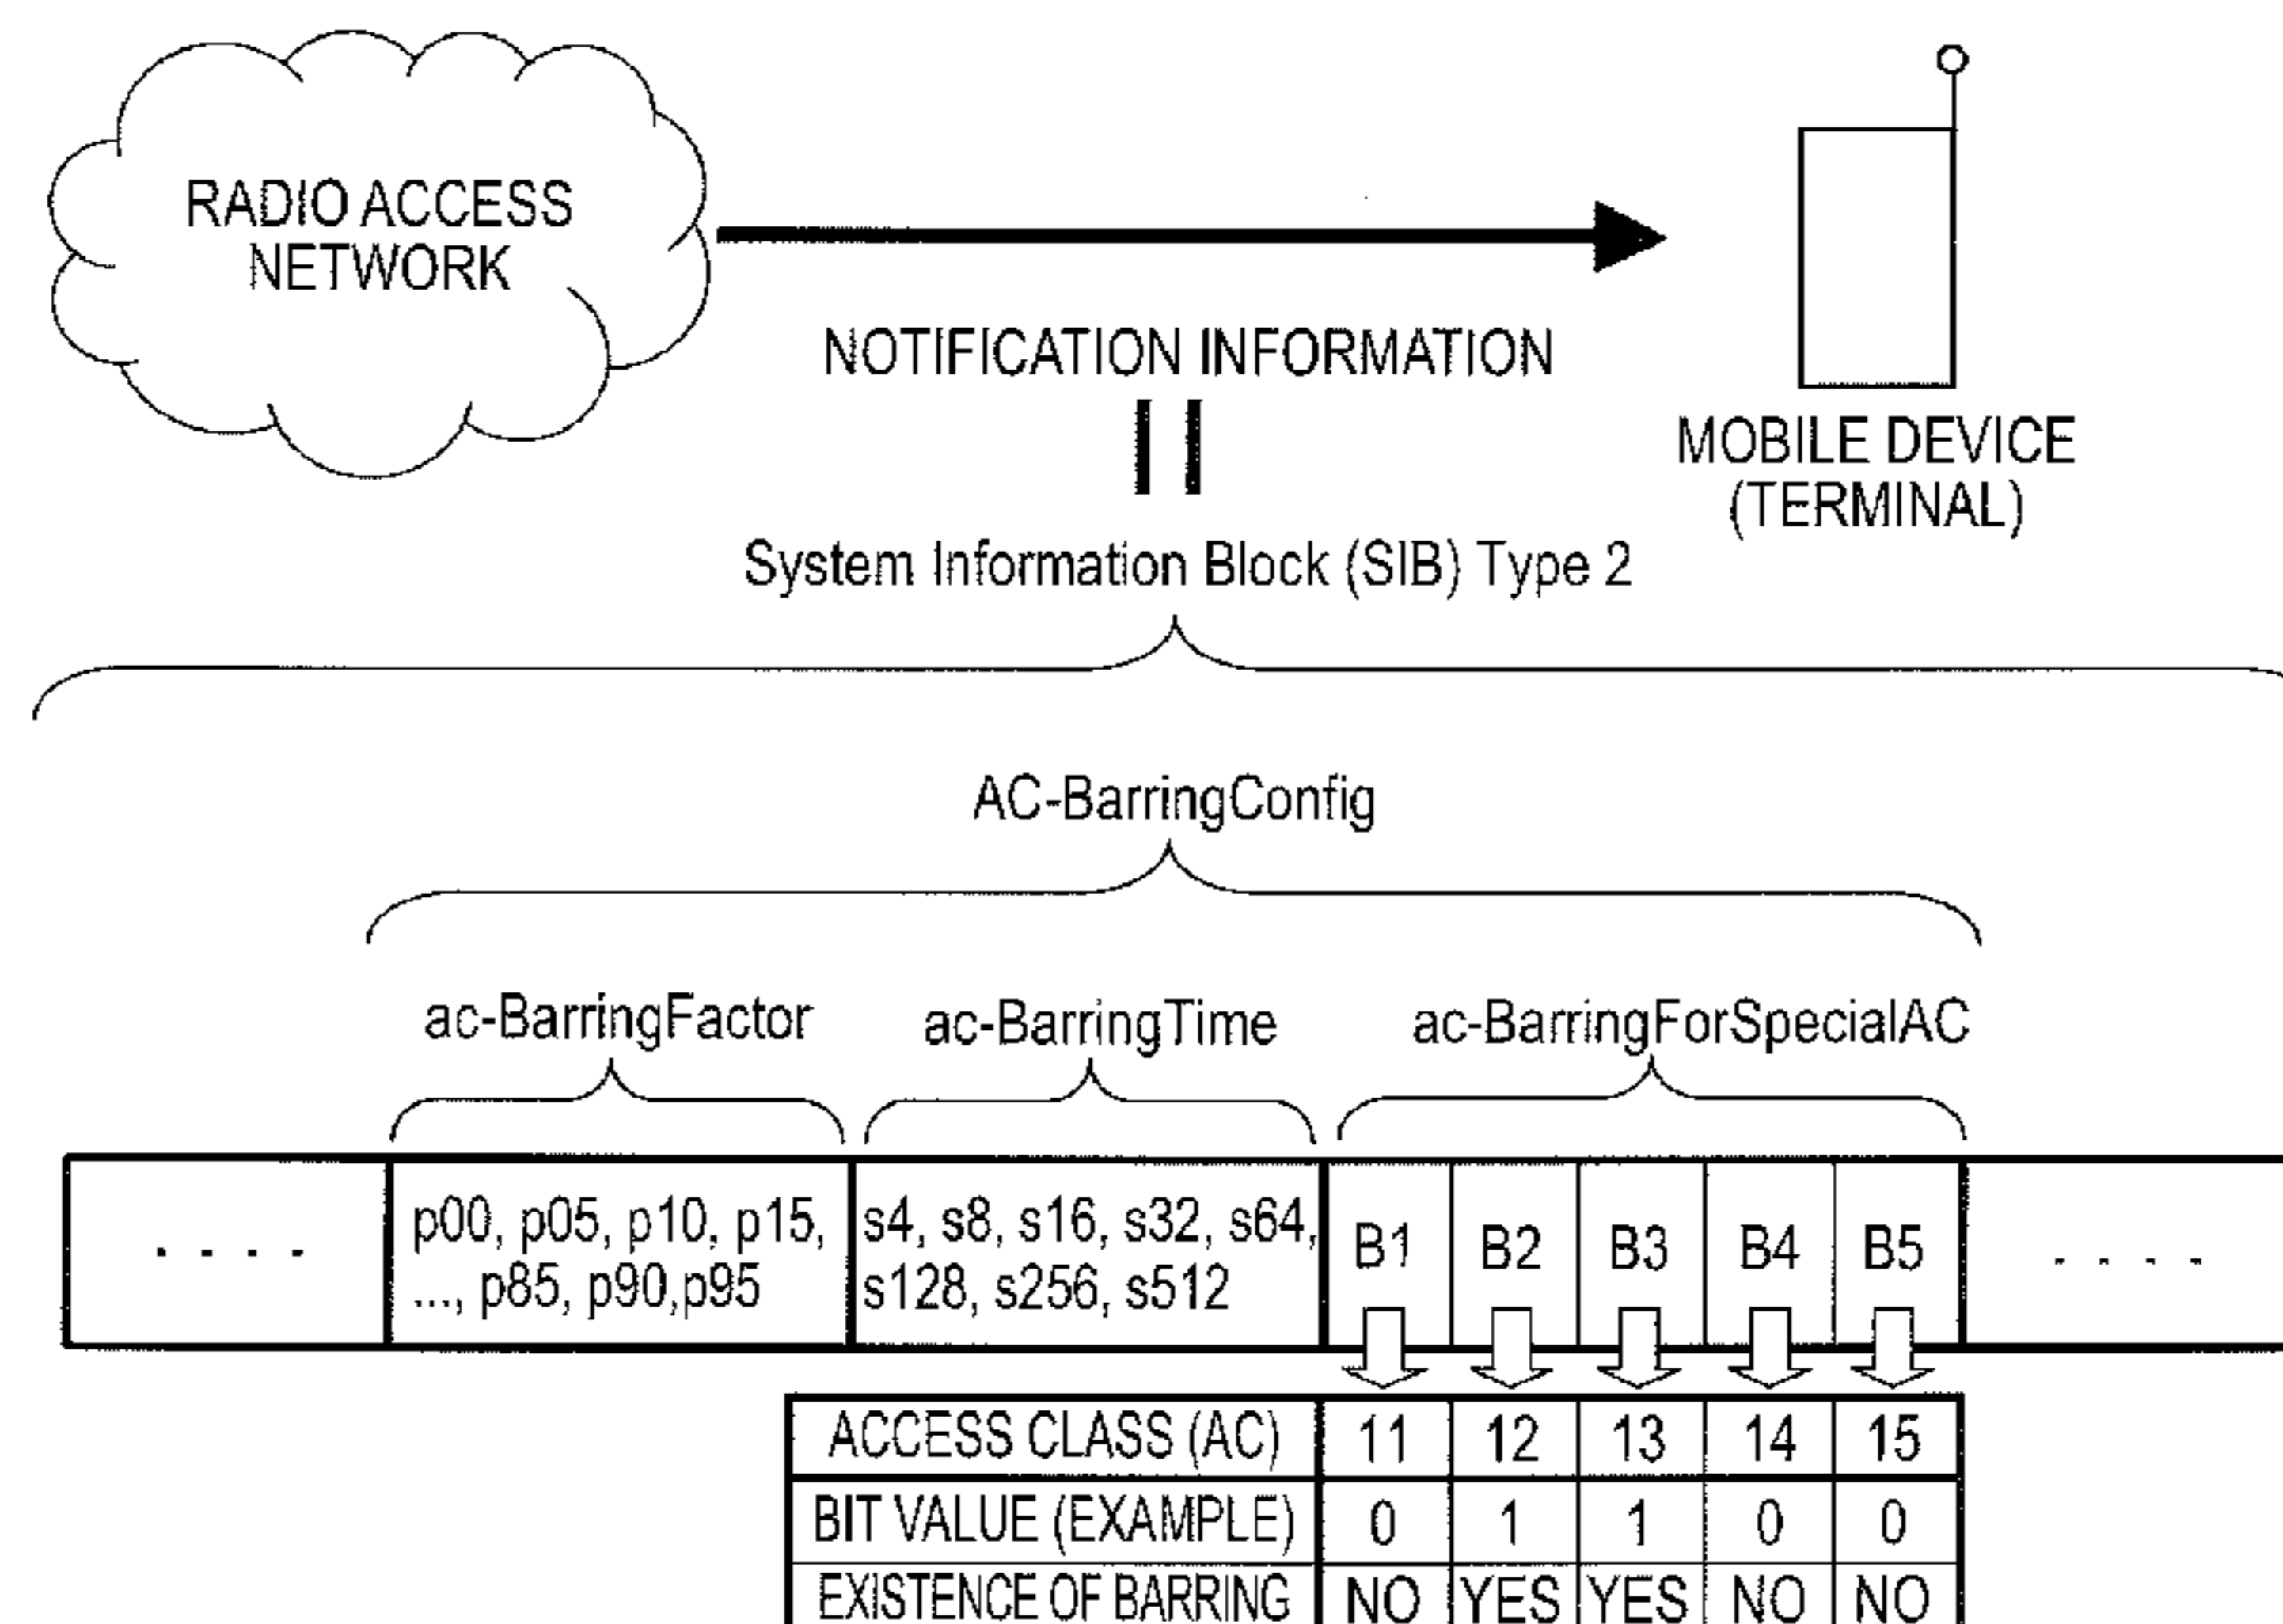 RADIO ACCESS
NETWORK
NOTIFICATION INFORMATION
MOBILE DEVICE
(TERMINAL)
System Information Block (SIB) Type 2
AC-BarringConfig
ac-BarringFactor
ac-BarringTime
ac-BarringForSpecialAC
. . . .
p00, p05, p10, p15,
..., p85, p90,p95
s4, s8, s16, s32, s64,
s128, s256, s512
B1 B2 B3 B4 B5
. . . .
ACCESS CLASS (AC) 11 12 13 14 15
BIT VALUE (EXAMPLE) 0 1 1 0 0
EXISTENCE OF BARRING NO YES YES NO NO